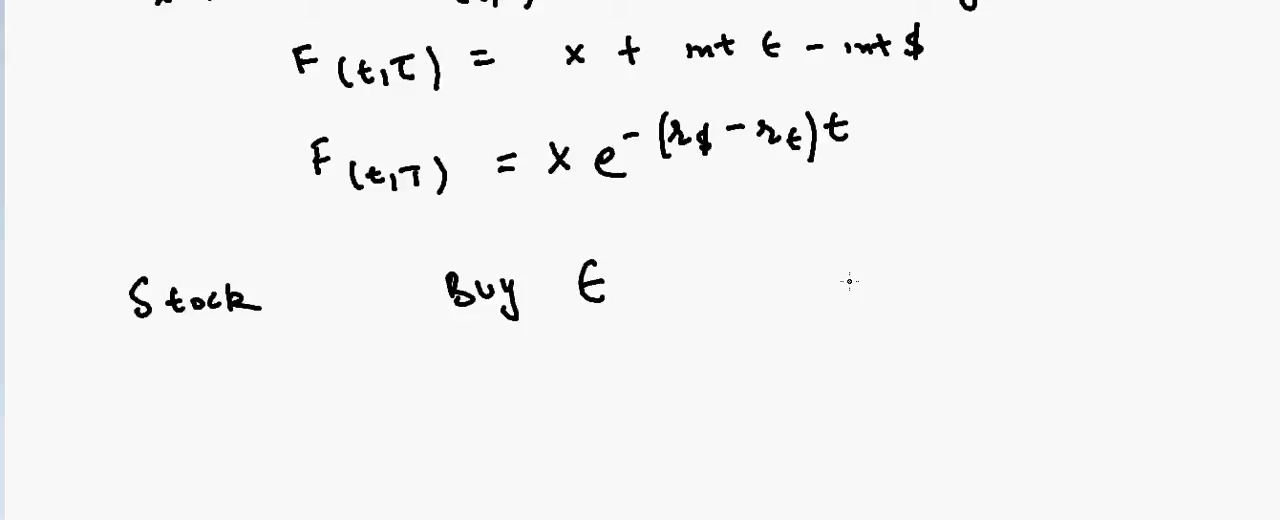 F(t,T) = x + int € - int $
F(t,T) = x e^-(r$ - r€)t
Stock Buy €